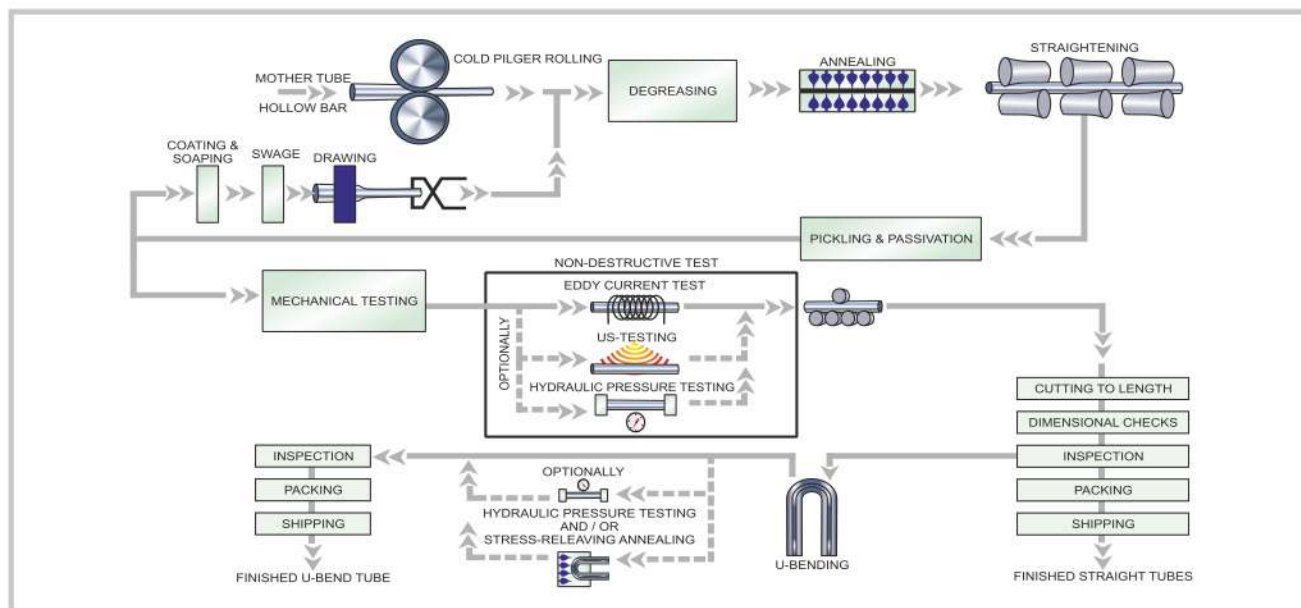 MOTHER TUBE
HOLLOW BAR
COLD PILGER ROLLING
DEGREASING
ANNEALING
STRAIGHTENING
COATING &
SOAPING
SWAGE
DRAWING
PICKLING & PASSIVATION
MECHANICAL TESTING
NON-DESTRUCTIVE TEST
EDDY CURRENT TEST
OPTIONALLY
US-TESTING
HYDRAULIC PRESSURE TESTING
CUTTING TO LENGTH
DIMENSIONAL CHECKS
INSPECTION
PACKING
SHIPPING
FINISHED STRAIGHT TUBES
U-BENDING
OPTIONALLY
HYDRAULIC PRESSURE TESTING
AND / OR
STRESS-RELEAVING ANNEALING
INSPECTION
PACKING
SHIPPING
FINISHED U-BEND TUBE